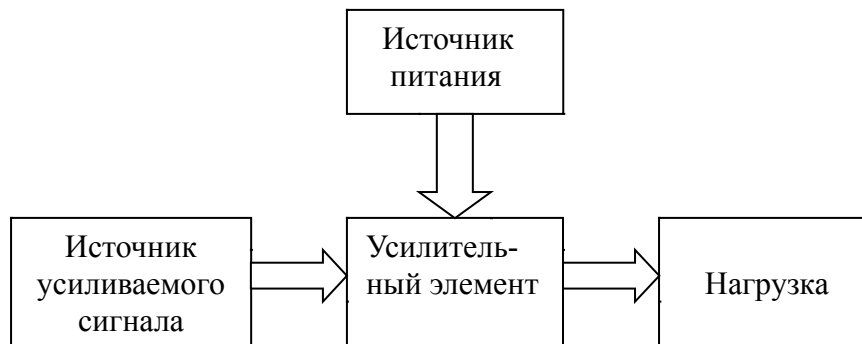 Источник
питания
Источник
усиливаемого
сигнала
Усилитель-
ный элемент
Нагрузка